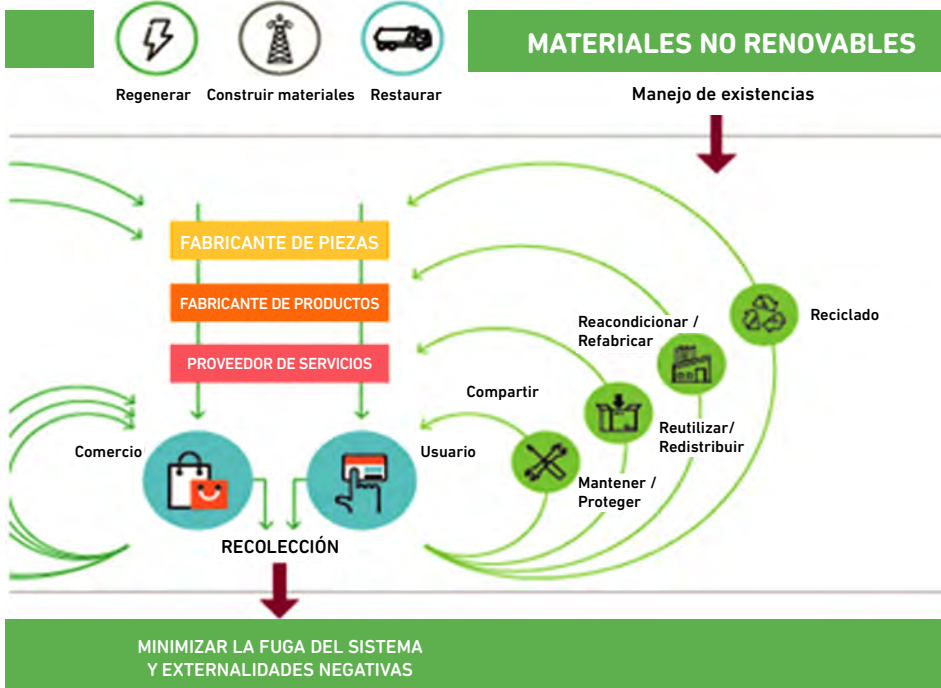 MATERIALES NO RENOVABLES
Regenerar
Construir materiales
Restaurar
Manejo de existencias
FABRICANTE DE PIEZAS
FABRICANTE DE PRODUCTOS
PROVEEDOR DE SERVICIOS
Reciclado
Reacondicionar /
Refabricar
Compartir
Reutilizar/
Redistribuir
Comercio
Usuario
Mantener /
Proteger
RECOLECCIÓN
MINIMIZAR LA FUGA DEL SISTEMA
Y EXTERNALIDADES NEGATIVAS